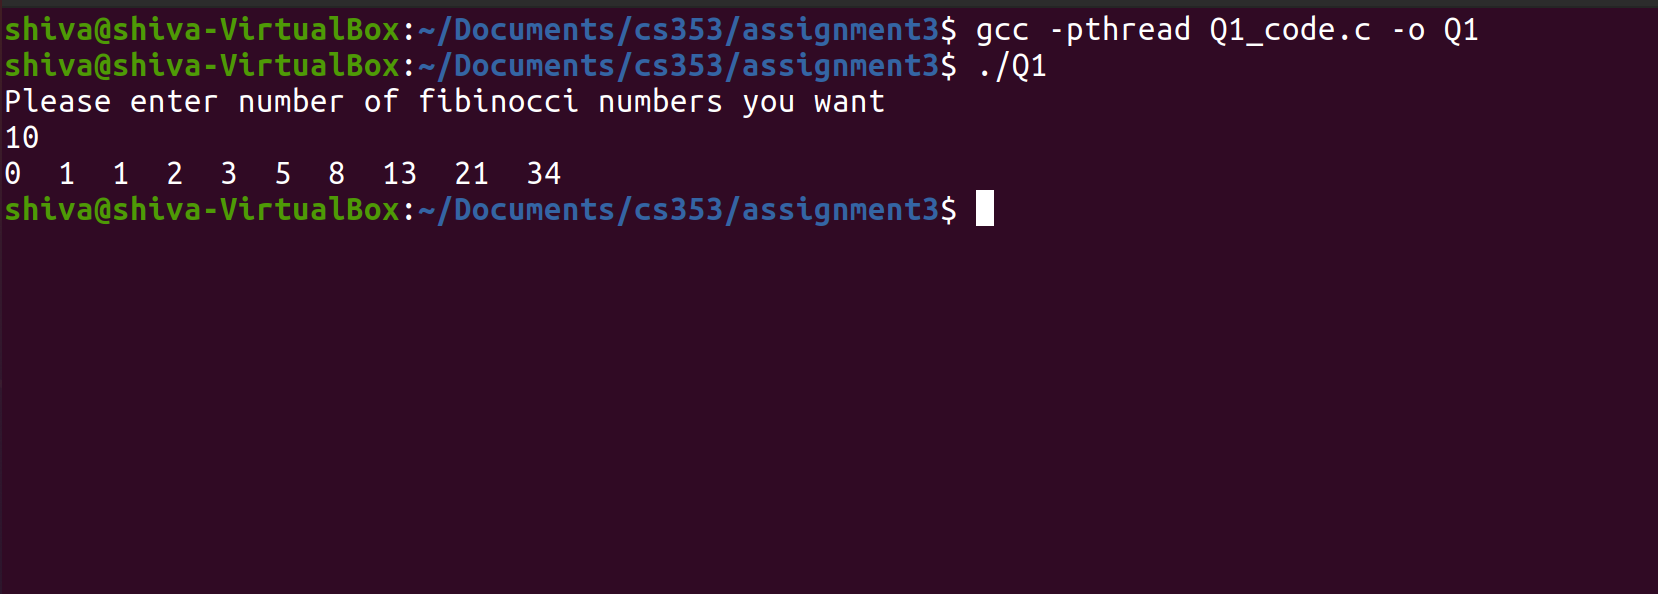 shiva@shiva-VirtualBox:~/Documents/cs353/assignment3$ gcc -pthread Q1_code.c -o Q1
shiva@shiva-VirtualBox:~/Documents/cs353/assignment3$ ./Q1
Please enter number of fibinocci numbers you want
10
0  1  1  2  3  5  8  13  21  34
shiva@shiva-VirtualBox:~/Documents/cs353/assignment3$